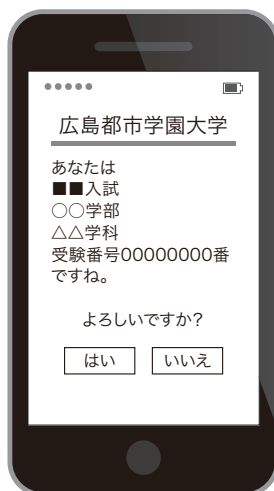 広島都市学園大学
あなたは
■■入試
○○学部
△△学科
受験番号00000000番
ですね。
よろしいですか?
はい
いいえ